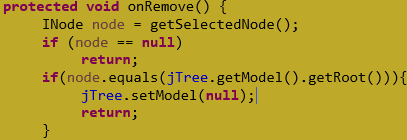 protected void onRemove() {
    INode node = getSelectedNode();
    if (node == null)
        return;
    if(node.equals(jTree.getModel().getRoot())){
        jTree.setModel(null);
        return;
    }